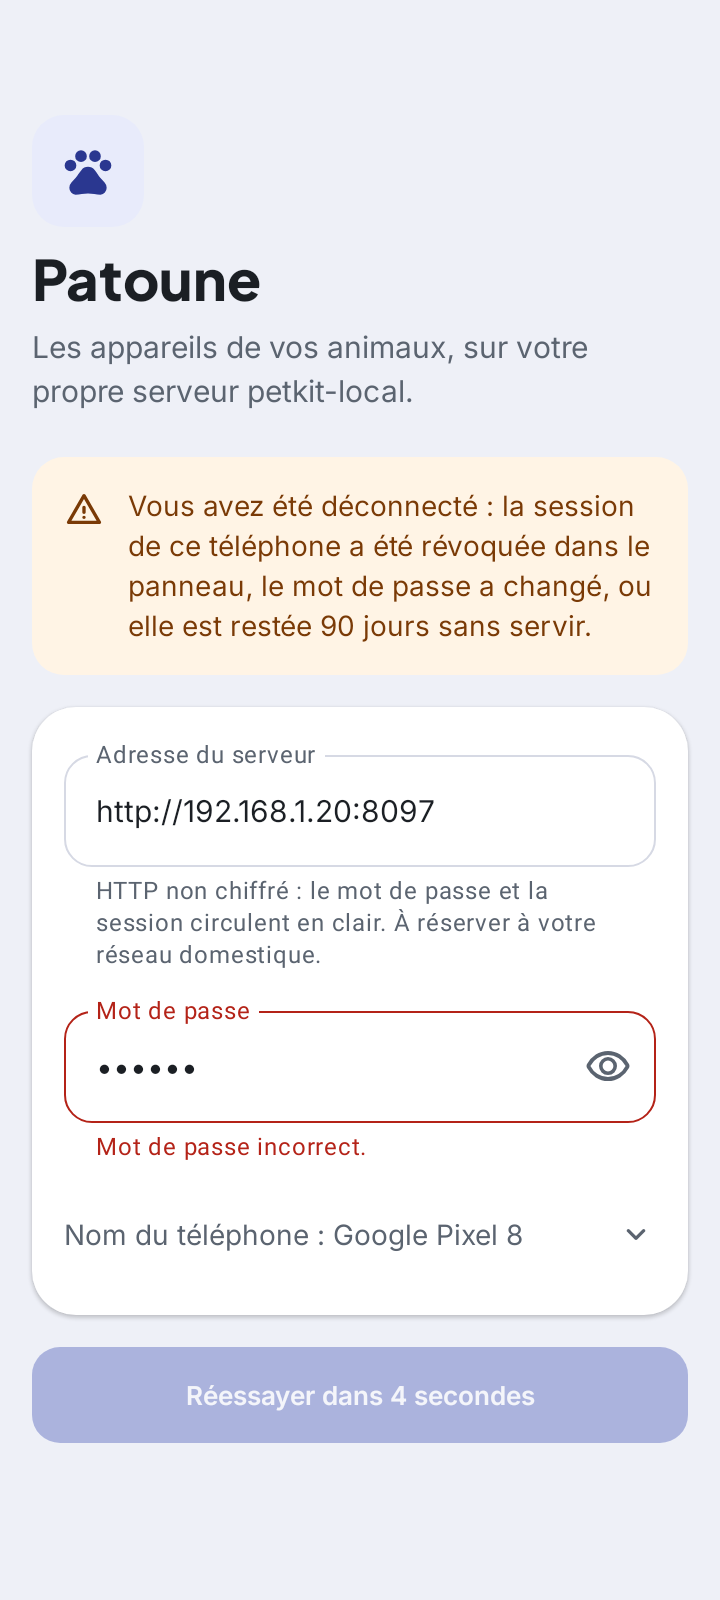 Patoune
Les appareils de vos animaux, sur votre
propre serveur petkit-local.
Vous avez été déconnecté : la session
de ce téléphone a été révoquée dans le
panneau, le mot de passe a changé, ou
elle est restée 90 jours sans servir.
Adresse du serveur
http://192.168.1.20:8097
HTTP non chiffré : le mot de passe et la
session circulent en clair. À réserver à votre
réseau domestique.
Mot de passe
••••••
Mot de passe incorrect.
Nom du téléphone : Google Pixel 8
Réessayer dans 4 secondes